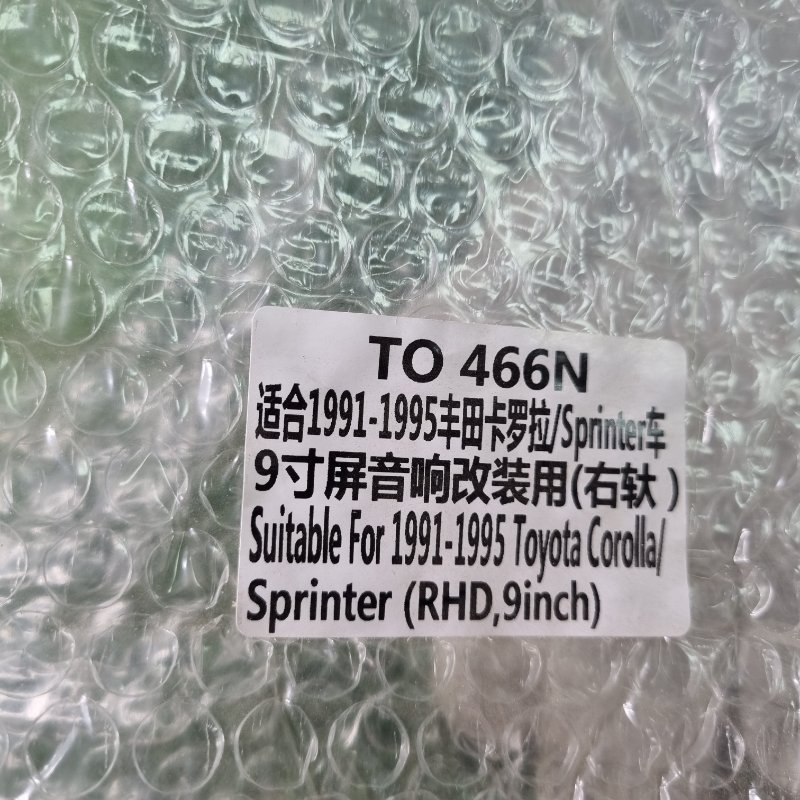 TO 466N
适合1991-1995丰田卡罗拉/Sprinter车
9寸屏音响改装用(右轪)
Suitable For 1991-1995 Toyota Corolla/
Sprinter (RHD,9inch)